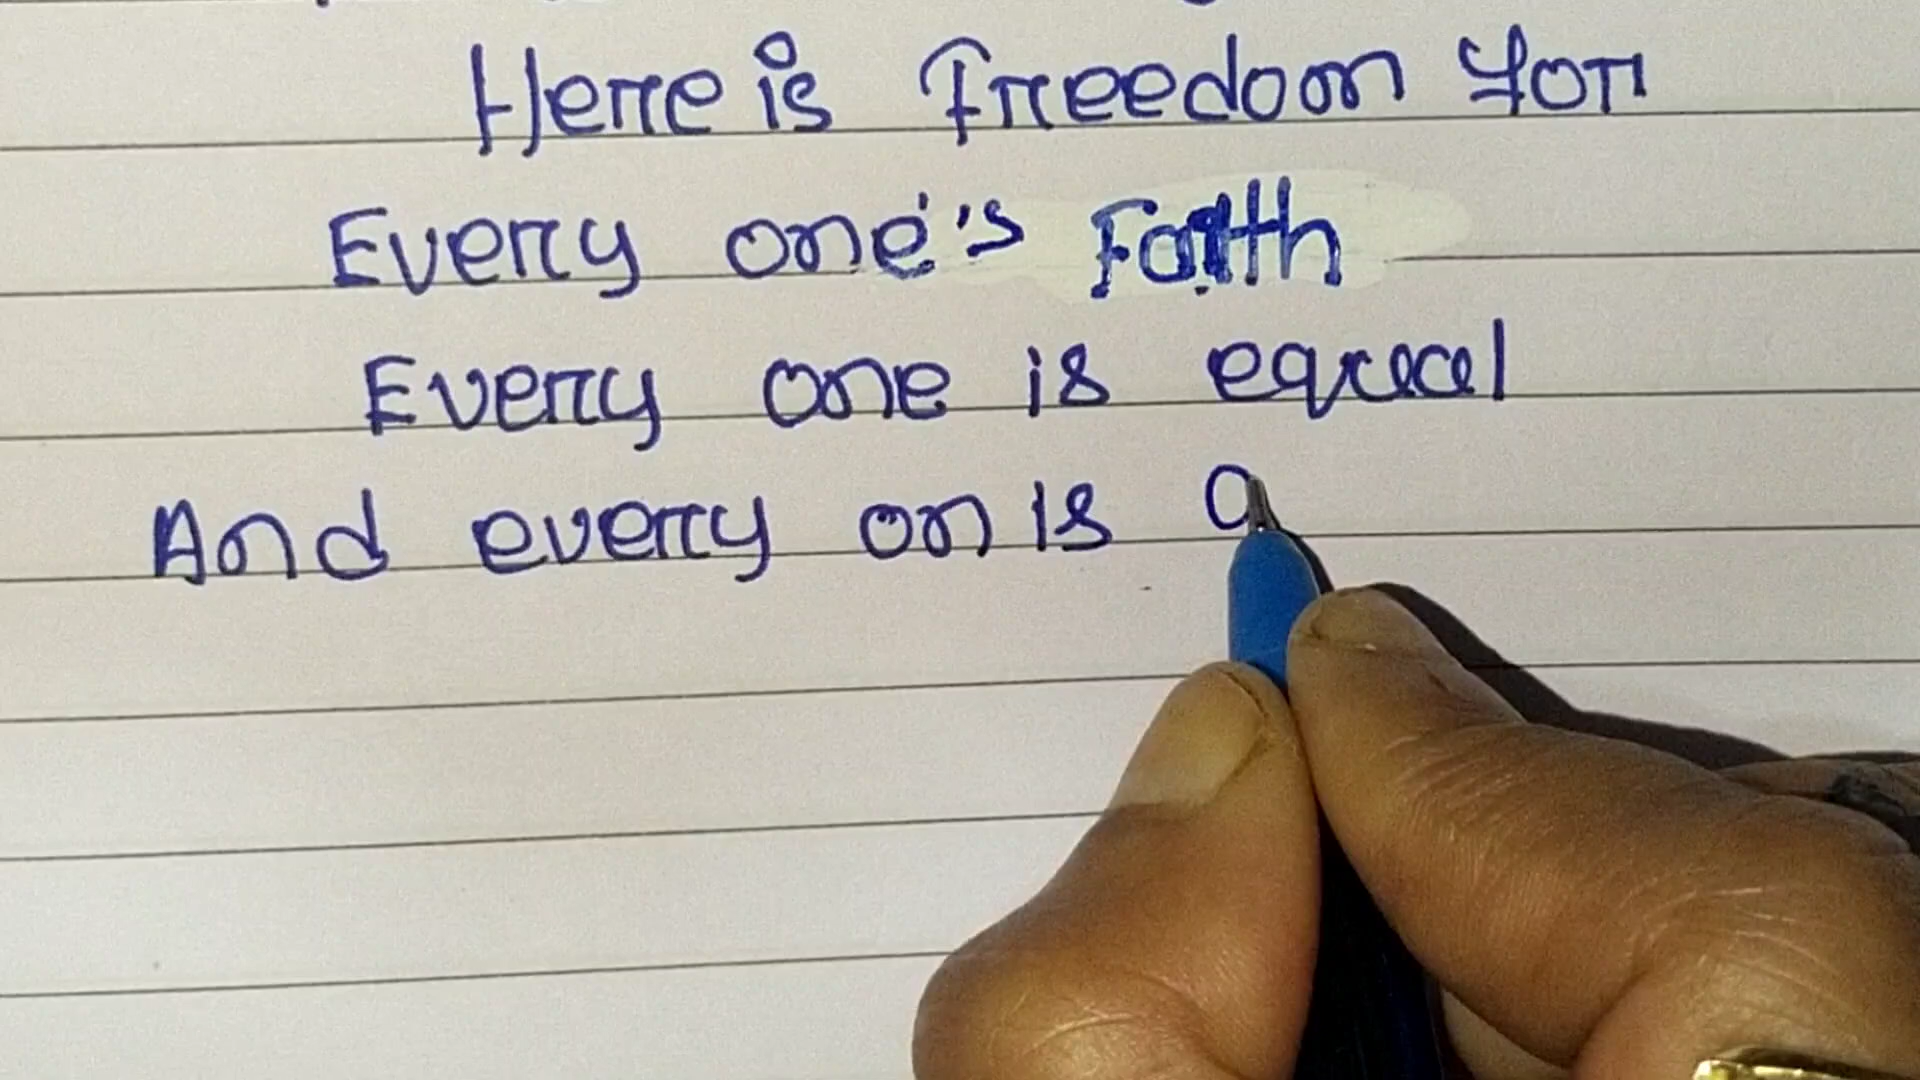 Here is Freedom for
Every one's Faith
Every one is equal
And every on is a